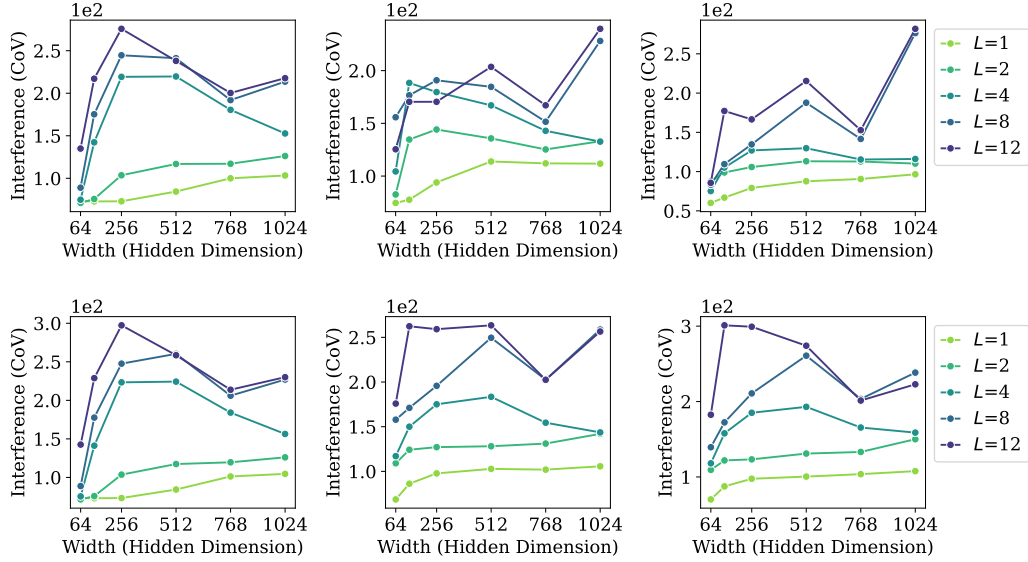 1e2
Interference (CoV)
2.5
2.0
1.5
1.0
64 256 512 768 1024
Width (Hidden Dimension)
1e2
Interference (CoV)
2.0
1.5
1.0
64 256 512 768 1024
Width (Hidden Dimension)
1e2
Interference (CoV)
2.5
2.0
1.5
1.0
0.5
64 256 512 768 1024
Width (Hidden Dimension)
L=1
L=2
L=4
L=8
L=12
1e2
Interference (CoV)
3.0
2.5
2.0
1.5
1.0
64 256 512 768 1024
Width (Hidden Dimension)
1e2
Interference (CoV)
2.5
2.0
1.5
1.0
64 256 512 768 1024
Width (Hidden Dimension)
1e2
Interference (CoV)
3
2
1
64 256 512 768 1024
Width (Hidden Dimension)
L=1
L=2
L=4
L=8
L=12